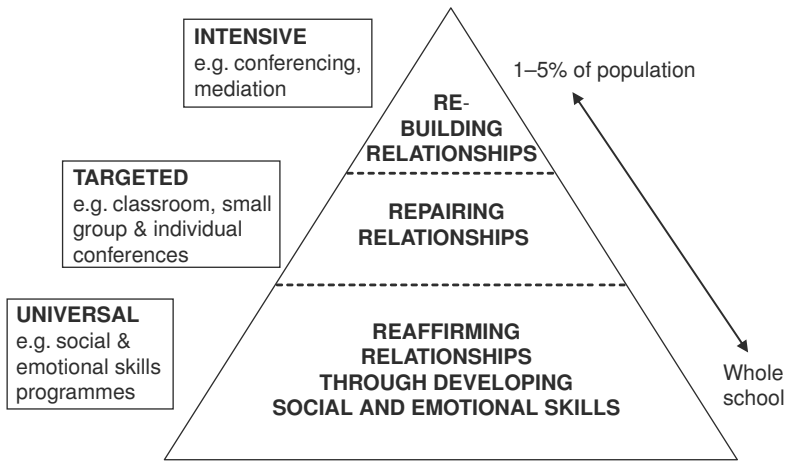 INTENSIVE
e.g. conferencing,
mediation
1–5% of population
RE-
BUILDING
RELATIONSHIPS
TARGETED
e.g. classroom, small
group & individual
conferences
REPAIRING
RELATIONSHIPS
UNIVERSAL
e.g. social &
emotional skills
programmes
REAFFIRMING
RELATIONSHIPS
THROUGH DEVELOPING
SOCIAL AND EMOTIONAL SKILLS
Whole
school